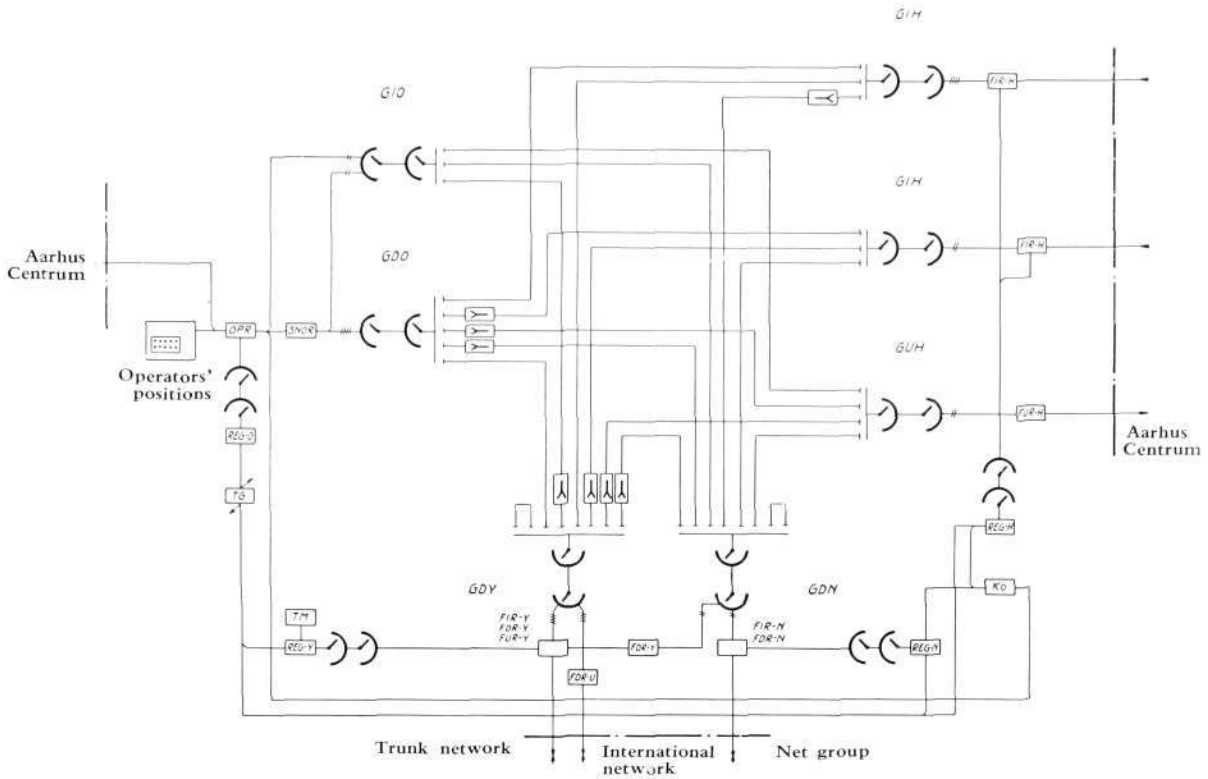 GIH
GIO
FIR-H
GIH
Aarhus
Centrum
GDO
FIR-H
OPR
SNOR
GUH
Operators'
positions
FUR-H
REG-O
Aarhus
Centrum
TG
REG-H
GDY
GDN
KO
TM
FIR-Y
FDR-Y
FUR-Y
FIR-N
FDR-N
REG-Y
FDR-Y
REG-N
FDR-U
Trunk network
International
network
Net group